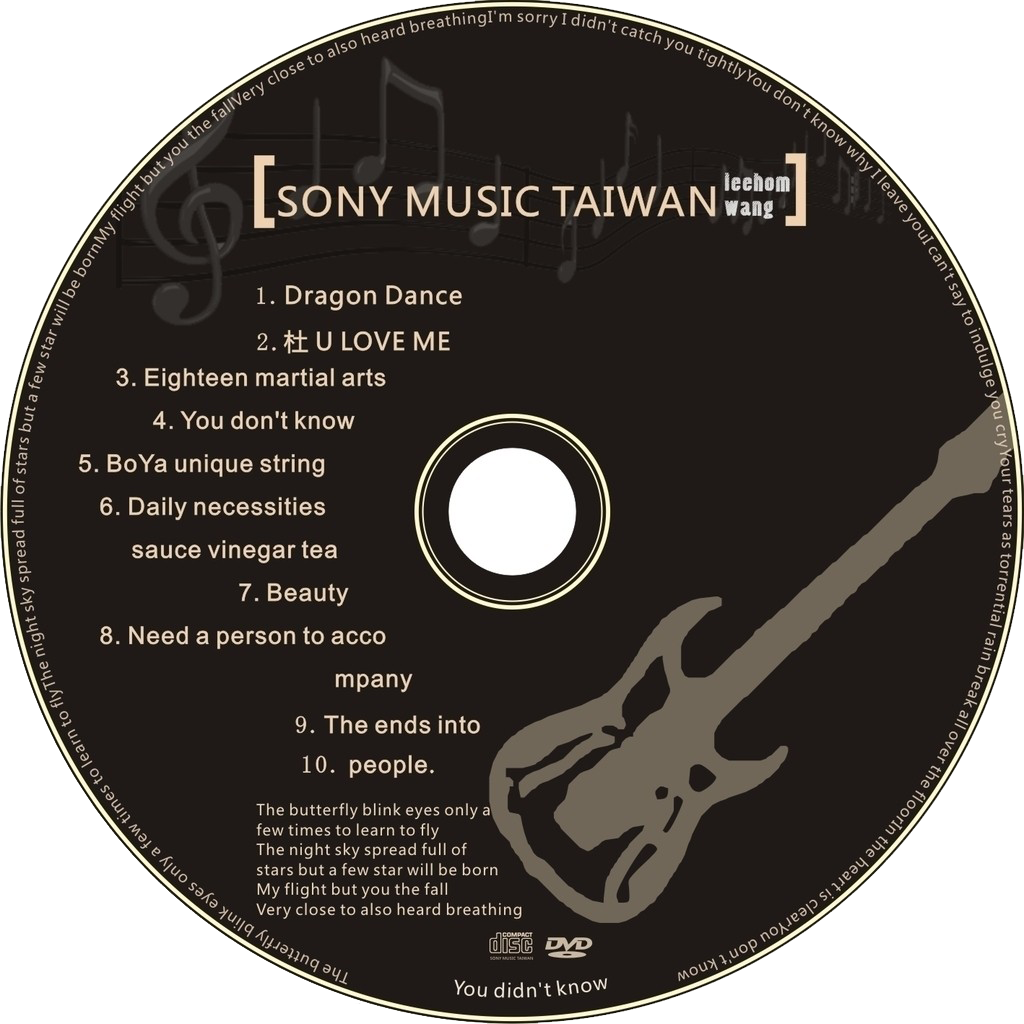 SONY MUSIC TAIWAN
leehom
wang
1. Dragon Dance
2. 杜 U LOVE ME
3. Eighteen martial arts
4. You don't know
5. BoYa unique string
6. Daily necessities
sauce vinegar tea
7. Beauty
8. Need a person to acco
mpany
9. The ends into
10. people.
The butterfly blink eyes only a
few times to learn to fly
The night sky spread full of
stars but a few star will be born
My flight but you the fall
Very close to also heard breathing
COMPACT
disc
SONY MUSIC TAIWAN
DVD
You didn't know
The butterfly blink eyes only a few times to learn to flyThe night sky spread full of stars but a few star will be bornMy flight but you the fallVery close to also heard breathingI'm sorry I didn't catch you tightlyYou don't know why I leave youI can't say to indulge you cryYour tears as torrential rain break all over the floorIn the heart is clearYou don't know